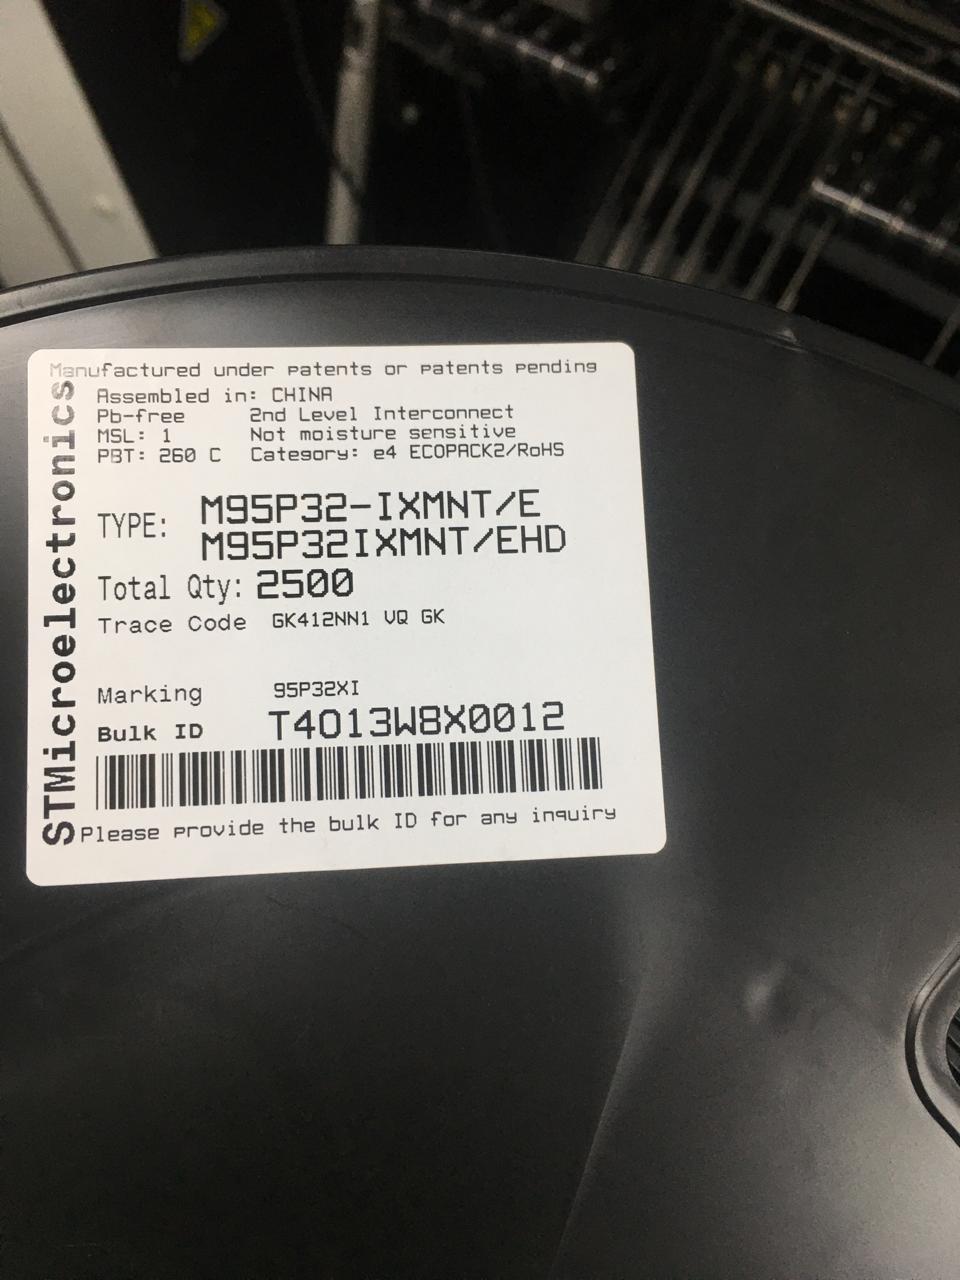 Manufactured under patents or patents pending
STMicroelectronics
Assembled in: CHINA
Pb-free 2nd Level Interconnect
MSL: 1 Not moisture sensitive
PBT: 260 C Category: e4 ECOPACK2/RoHS
TYPE: M95P32-IXMNT/E
M95P32IXMNT/EHD
Total Qty: 2500
Trace Code GK412NN1 VQ GK
Marking 95P32XI
Bulk ID T4013W8X0012
Please provide the bulk ID for any inquiry